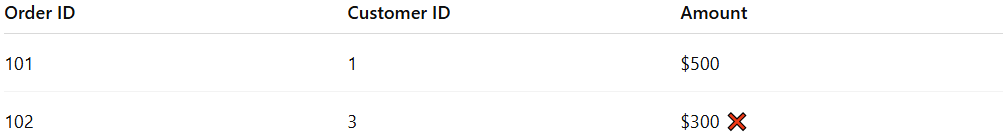 Order ID Customer ID Amount
101 1 $500
102 3 $300 ❌